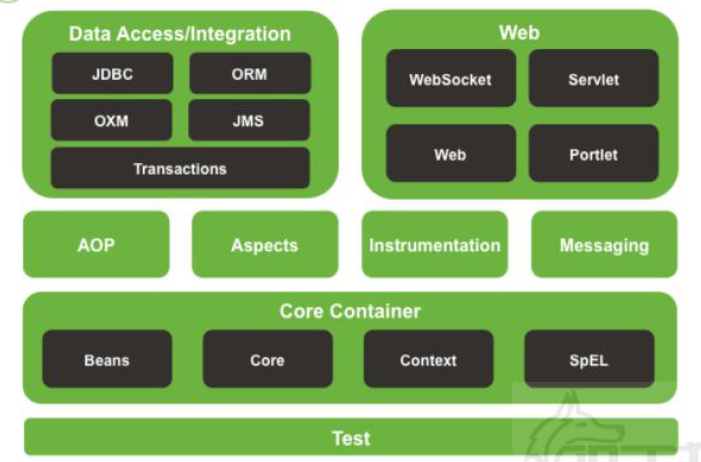 Data Access/Integration
JDBC ORM
OXM JMS
Transactions
Web
WebSocket Servlet
Web Portlet
AOP Aspects Instrumentation Messaging
Core Container
Beans Core Context SpEL
Test